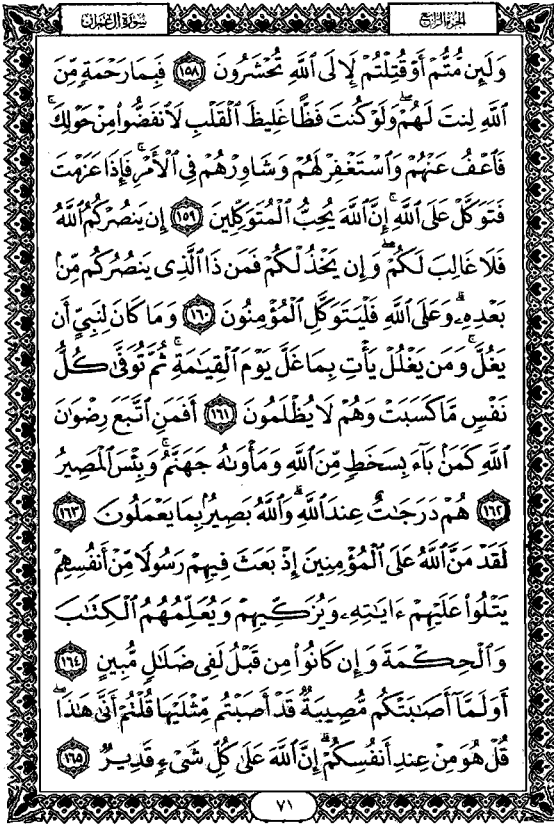 الجزء الرابع
سورة آل عمران
وَلَئِن مُّتُّمْ أَوْ قُتِلْتُمْ لَإِلَى ٱللَّهِ تُحْشَرُونَ ١٥٨ فَبِمَا رَحْمَةٍ مِّنَ
ٱللَّهِ لِنتَ لَهُمْ ۖ وَلَوْ كُنتَ فَظًّا غَلِيظَ ٱلْقَلْبِ لَٱنفَضُّوا۟ مِنْ حَوْلِكَ ۖ
فَٱعْفُ عَنْهُمْ وَٱسْتَغْفِرْ لَهُمْ وَشَاوِرْهُمْ فِى ٱلْأَمْرِ ۖ فَإِذَا عَزَمْتَ
فَتَوَكَّلْ عَلَى ٱللَّهِ ۚ إِنَّ ٱللَّهَ يُحِبُّ ٱلْمُتَوَكِّلِينَ ١٥٩ إِن يَنصُرْكُمُ ٱللَّهُ
فَلَا غَالِبَ لَكُمْ ۖ وَإِن يَخْذُلْكُمْ فَمَن ذَا ٱلَّذِى يَنصُرُكُم مِّنۢ
بَعْدِهِۦ ۗ وَعَلَى ٱللَّهِ فَلْيَتَوَكَّلِ ٱلْمُؤْمِنُونَ ١٦٠ وَمَا كَانَ لِنَبِىٍّ أَن
يَغُلَّ ۚ وَمَن يَغْلُلْ يَأْتِ بِمَا غَلَّ يَوْمَ ٱلْقِيَٰمَةِ ۚ ثُمَّ تُوَفَّىٰ كُلُّ
نَفْسٍ مَّا كَسَبَتْ وَهُمْ لَا يُظْلَمُونَ ١٦١ أَفَمَنِ ٱتَّبَعَ رِضْوَٰنَ
ٱللَّهِ كَمَنۢ بَآءَ بِسَخَطٍ مِّنَ ٱللَّهِ وَمَأْوَىٰهُ جَهَنَّمُ ۚ وَبِئْسَ ٱلْمَصِيرُ
١٦٢ هُمْ دَرَجَٰتٌ عِندَ ٱللَّهِ ۗ وَٱللَّهُ بَصِيرٌۢ بِمَا يَعْمَلُونَ ١٦٣
لَقَدْ مَنَّ ٱللَّهُ عَلَى ٱلْمُؤْمِنِينَ إِذْ بَعَثَ فِيهِمْ رَسُولًا مِّنْ أَنفُسِهِمْ
يَتْلُوا۟ عَلَيْهِمْ ءَايَٰتِهِۦ وَيُزَكِّيهِمْ وَيُعَلِّمُهُمُ ٱلْكِتَٰبَ
وَٱلْحِكْمَةَ وَإِن كَانُوا۟ مِن قَبْلُ لَفِى ضَلَٰلٍ مُّبِينٍ ١٦٤
أَوَلَمَّآ أَصَٰبَتْكُم مُّصِيبَةٌ قَدْ أَصَبْتُم مِّثْلَيْهَا قُلْتُمْ أَنَّىٰ هَٰذَا ۖ
قُلْ هُوَ مِنْ عِندِ أَنفُسِكُمْ ۗ إِنَّ ٱللَّهَ عَلَىٰ كُلِّ شَىْءٍ قَدِيرٌ ١٦٥
٧١